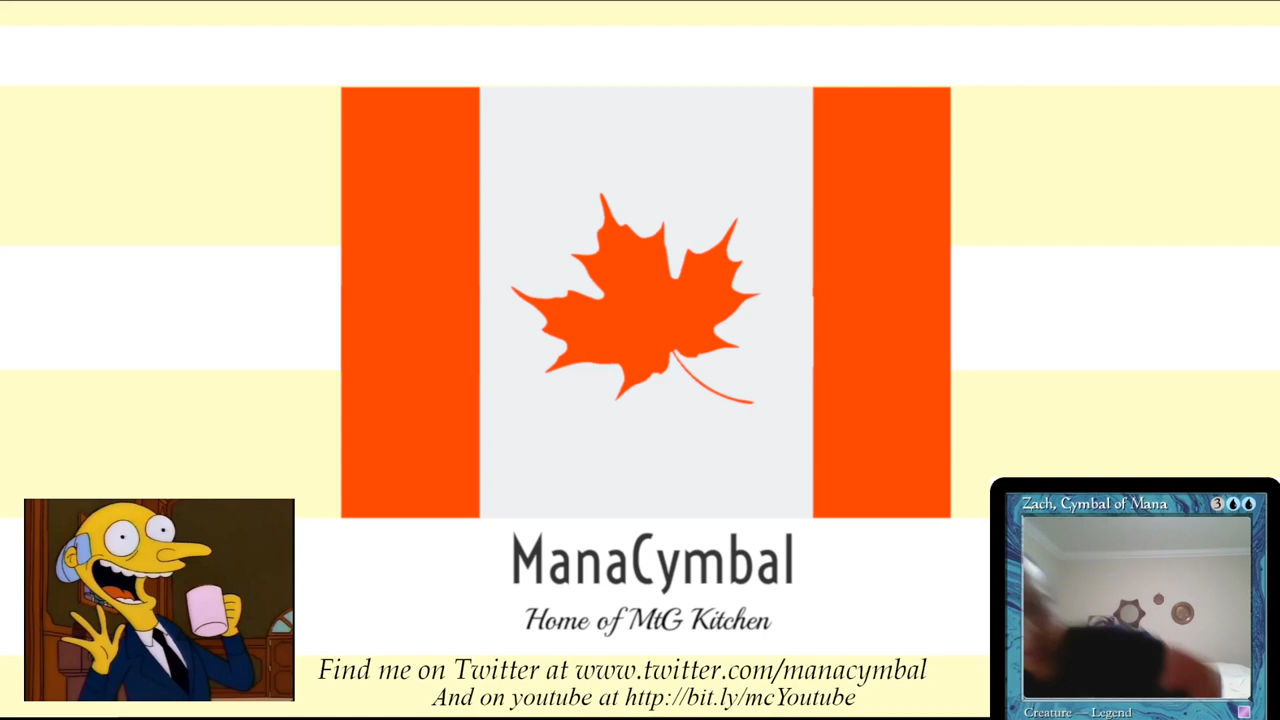 ManaCymbal
Home of MtG Kitchen
Find me on Twitter at www.twitter.com/manacymbal
And on youtube at http://bit.ly/mcYoutube
Zach, Cymbal of Mana 3
Creature — Legend